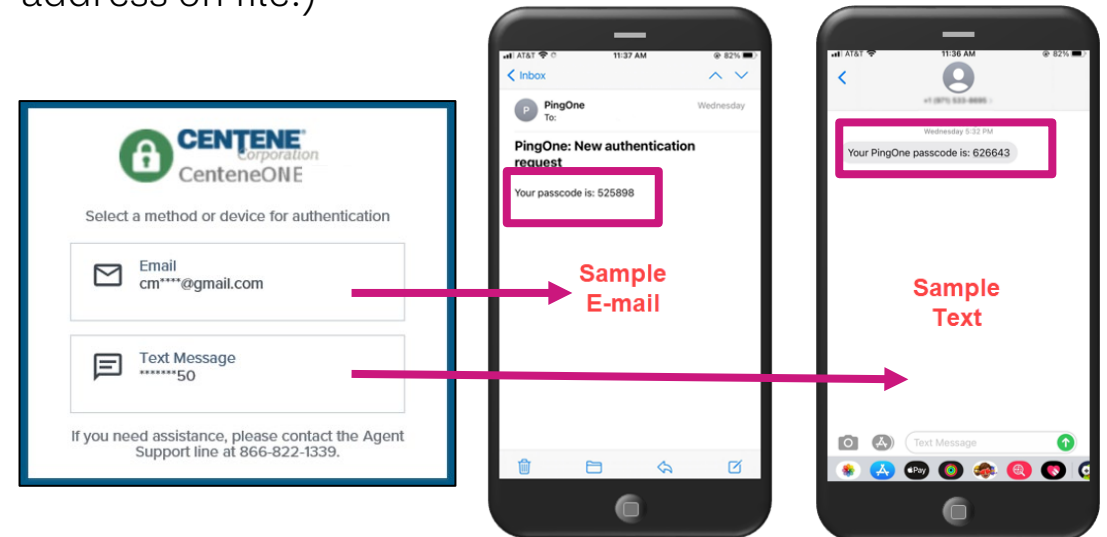 address on file.)
CENTENE®
Corporation
CenteneONE
Select a method or device for authentication
Email
cm****@gmail.com
Text Message
*******50
If you need assistance, please contact the Agent
Support line at 866-822-1339.
AT&T 11:37 AM 82%
Inbox
P PingOne Wednesday
To:
PingOne: New authentication
request
Your passcode is: 525898
Sample
E-mail
AT&T 11:36 AM 82%
Wednesday 5:32 PM
Your PingOne passcode is: 626643
Sample
Text
Text Message
Pay